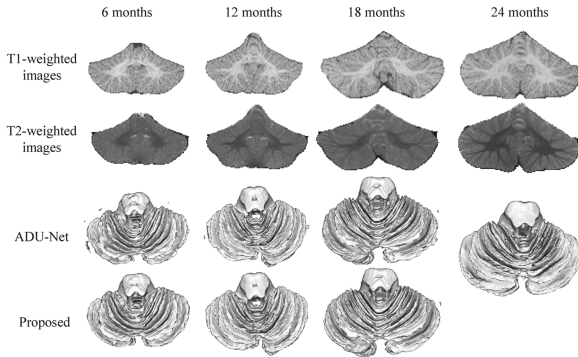 6 months 12 months 18 months 24 months
T1-weighted
images
T2-weighted
images
ADU-Net
Proposed